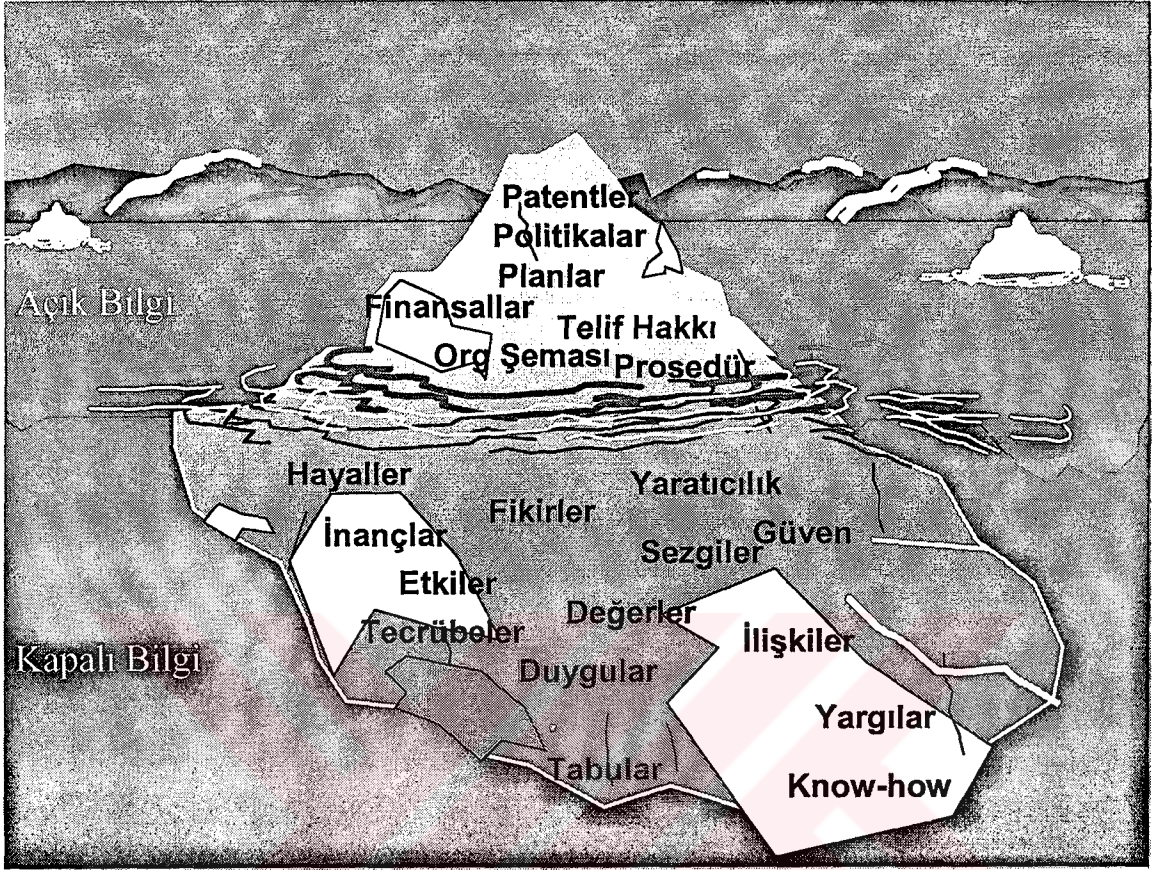 Patentler
Politikalar
Planlar
Açık Bilgi
Finansallar
Telif Hakkı
Org Şeması
Prosedür
Hayaller
Yaratıcılık
Fikirler
İnançlar
Güven
Sezgiler
Etkiler
Değerler
Tecrübeler
İlişkiler
Kapalı Bilgi
Duygular
Yargılar
Tabular
Know-how